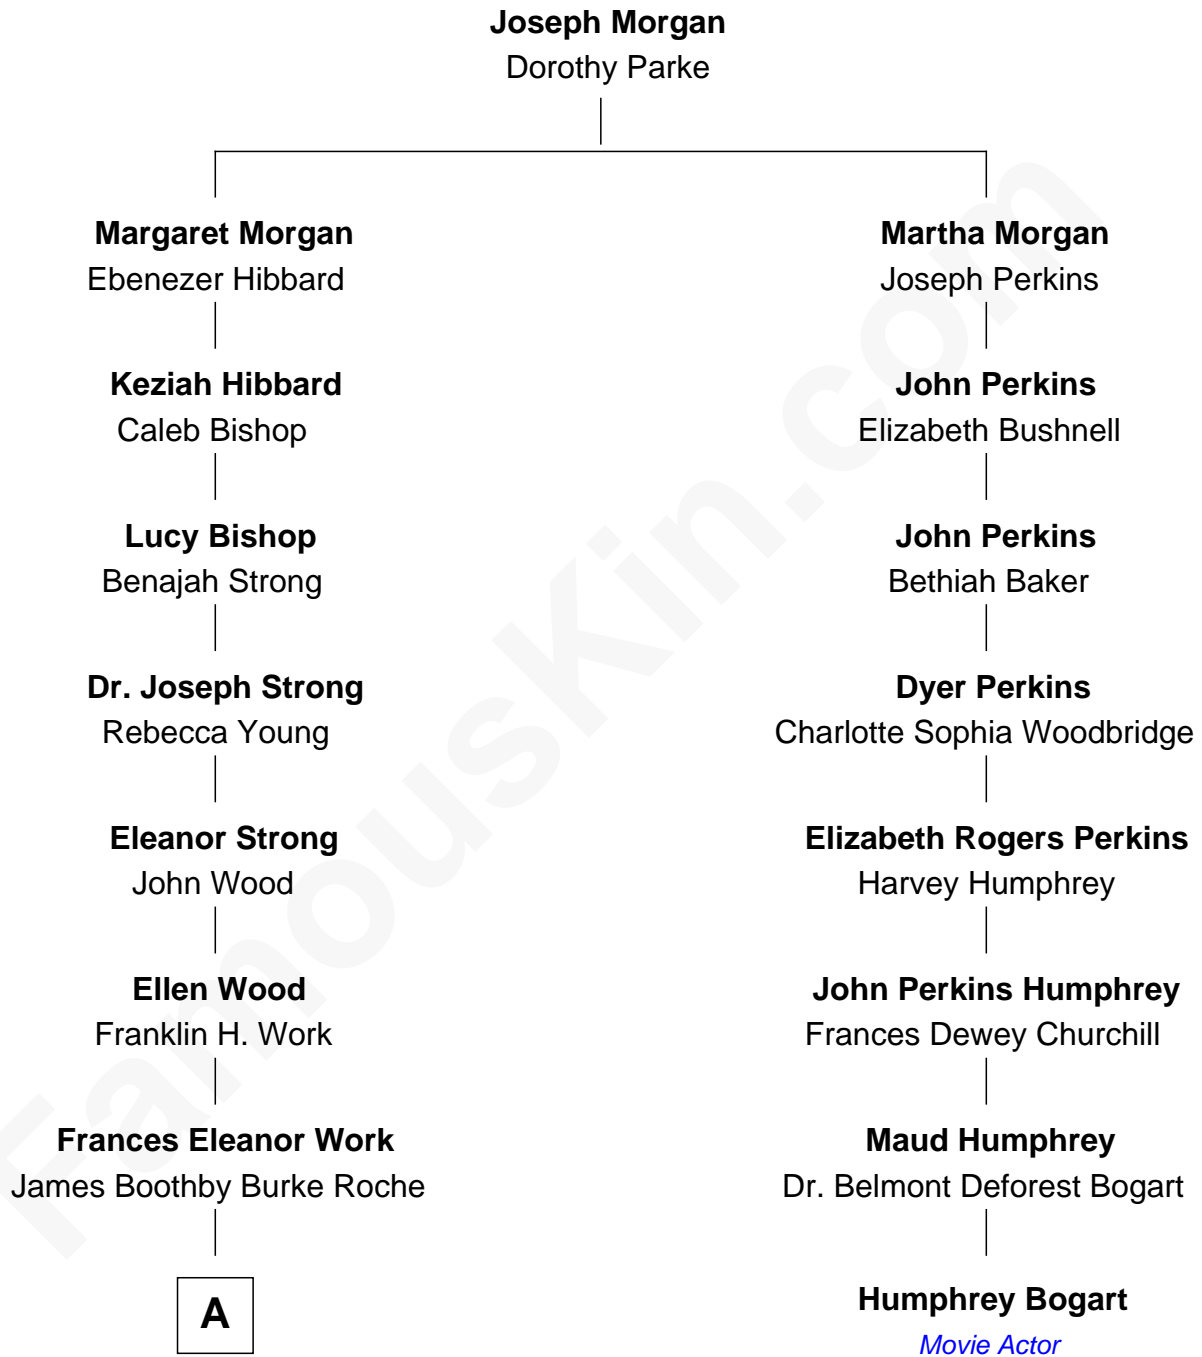 Joseph Morgan
Dorothy Parke
Margaret Morgan
Ebenezer Hibbard
Keziah Hibbard
Caleb Bishop
Lucy Bishop
Benajah Strong
Dr. Joseph Strong
Rebecca Young
Eleanor Strong
John Wood
Ellen Wood
Franklin H. Work
Frances Eleanor Work
James Boothby Burke Roche
A
Martha Morgan
Joseph Perkins
John Perkins
Elizabeth Bushnell
John Perkins
Bethiah Baker
Dyer Perkins
Charlotte Sophia Woodbridge
Elizabeth Rogers Perkins
Harvey Humphrey
John Perkins Humphrey
Frances Dewey Churchill
Maud Humphrey
Dr. Belmont Deforest Bogart
Humphrey Bogart
Movie Actor
FamousKin.com